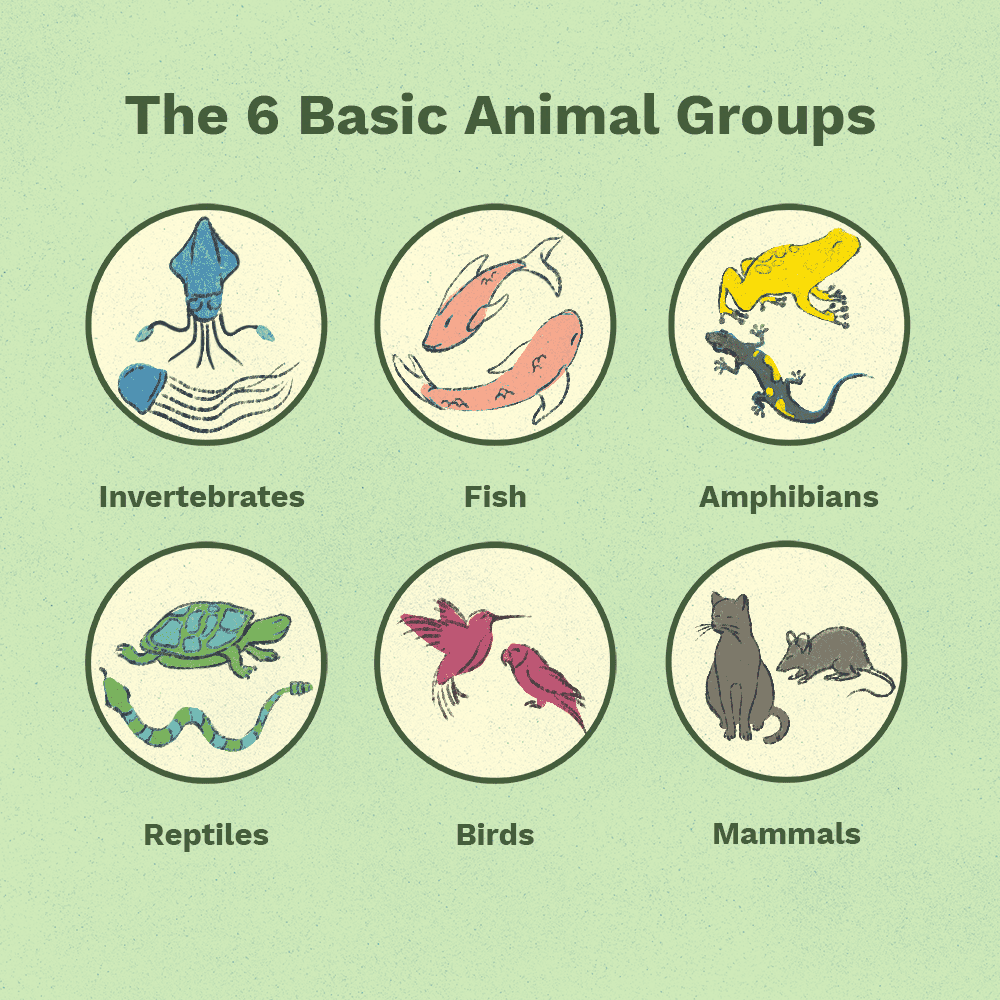 The 6 Basic Animal Groups
Invertebrates
Fish
Amphibians
Reptiles
Birds
Mammals